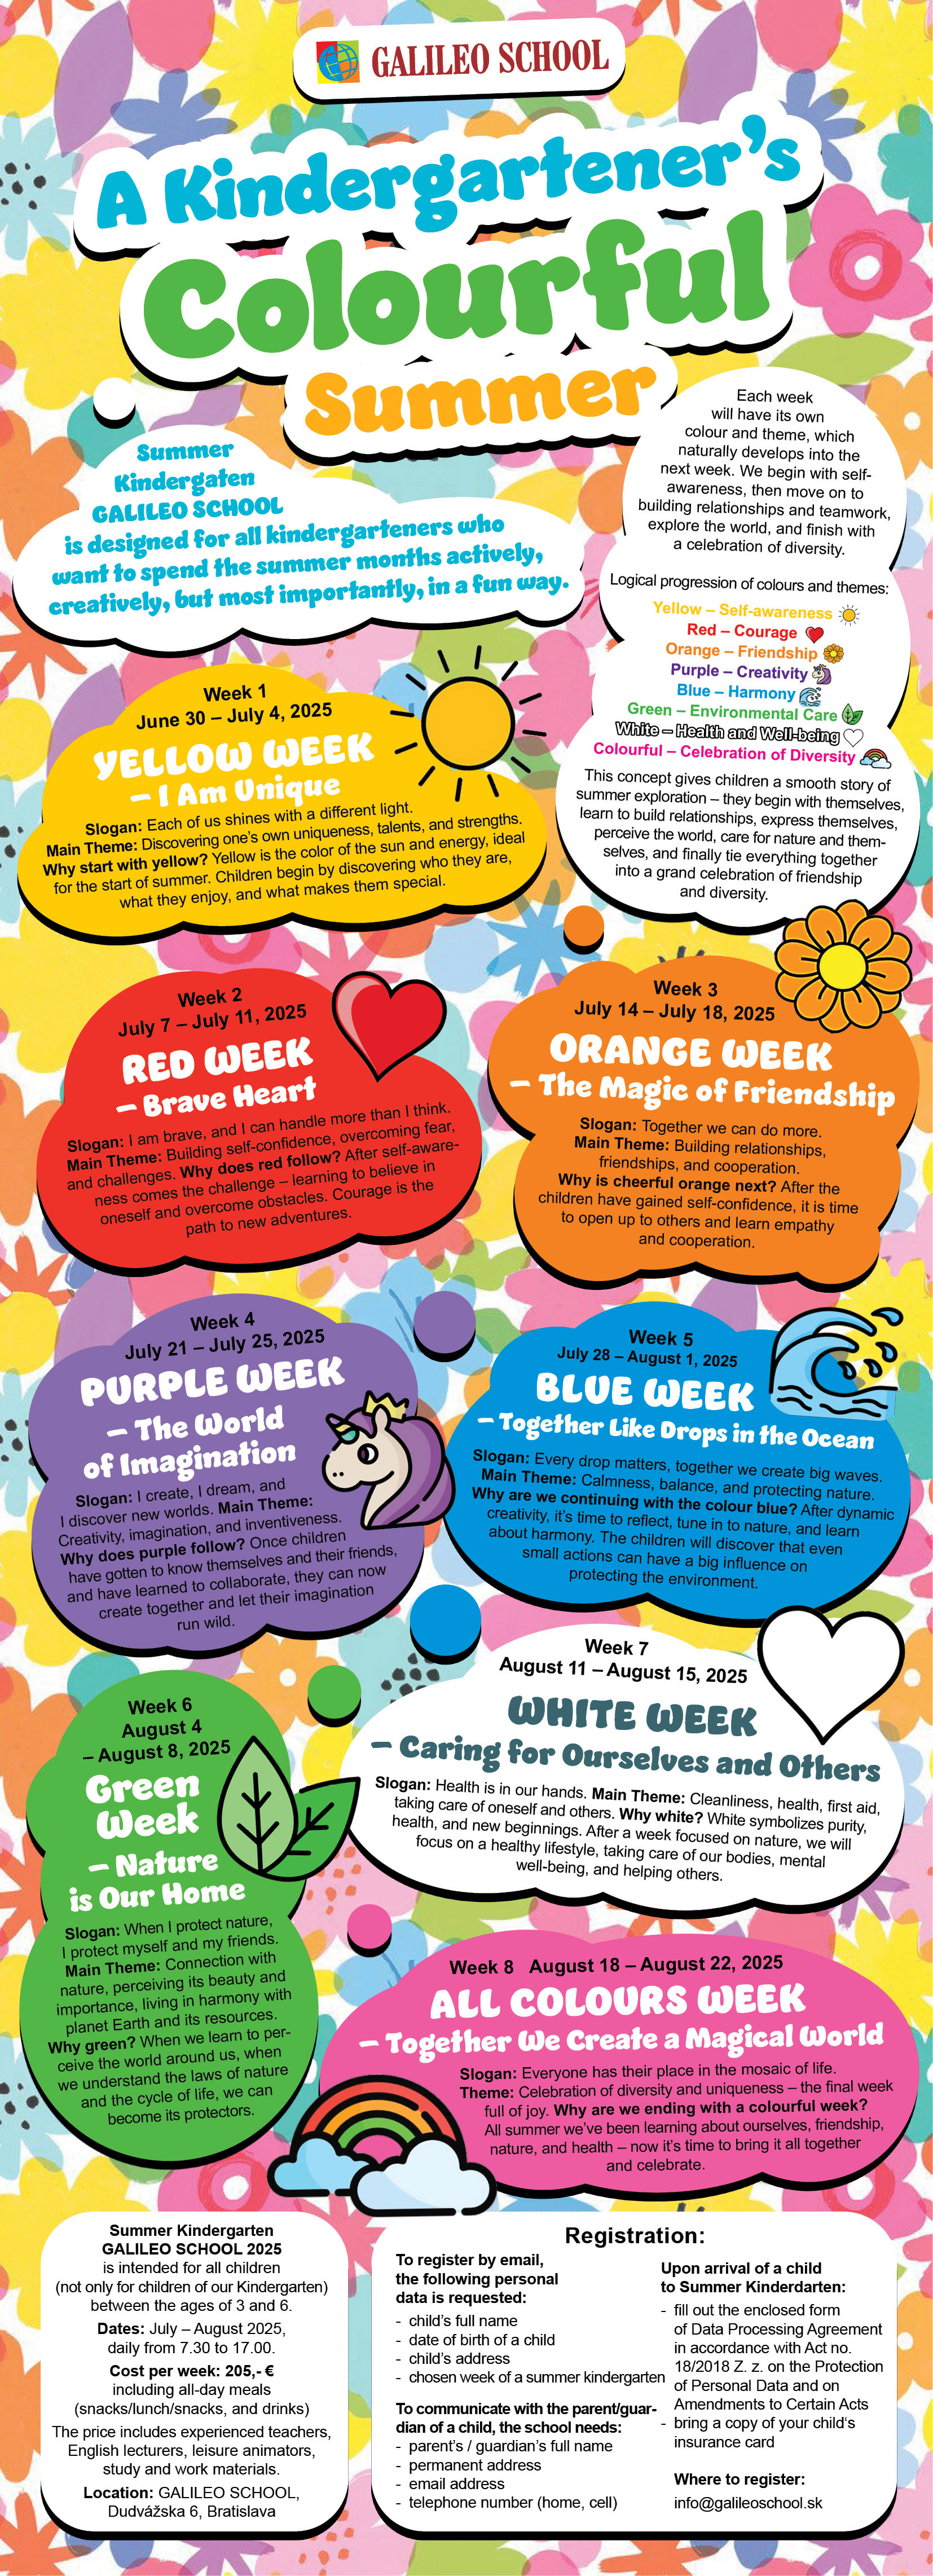 GALILEO SCHOOL
A Kindergartener's
Colourful
Summer
Summer
Kindergaten
GALILEO SCHOOL
is designed for all kindergarteners who
want to spend the summer months actively,
creatively, but most importantly, in a fun way.
Each week
will have its own
colour and theme, which
naturally develops into the
next week. We begin with self-
awareness, then move on to
building relationships and teamwork,
explore the world, and finish with
a celebration of diversity.
Logical progression of colours and themes:
Yellow – Self-awareness
Red – Courage
Orange – Friendship
Purple – Creativity
Blue – Harmony
Green – Environmental Care
White – Health and Well-being
Colourful – Celebration of Diversity
This concept gives children a smooth story of
summer exploration – they begin with themselves,
learn to build relationships, express themselves,
perceive the world, care for nature and them-
selves, and finally tie everything together
into a grand celebration of friendship
and diversity.
Week 1
June 30 – July 4, 2025
YELLOW WEEK
– I Am Unique
Slogan: Each of us shines with a different light.
Main Theme: Discovering one's own uniqueness, talents, and strengths.
Why start with yellow? Yellow is the color of the sun and energy, ideal
for the start of summer. Children begin by discovering who they are,
what they enjoy, and what makes them special.
Week 2
July 7 – July 11, 2025
RED WEEK
– Brave Heart
Slogan: I am brave, and I can handle more than I think.
Main Theme: Building self-confidence, overcoming fear,
and challenges. Why does red follow? After self-aware-
ness comes the challenge – learning to believe in
oneself and overcome obstacles. Courage is the
path to new adventures.
Week 3
July 14 – July 18, 2025
ORANGE WEEK
– The Magic of Friendship
Slogan: Together we can do more.
Main Theme: Building relationships,
friendships, and cooperation.
Why is cheerful orange next? After the
children have gained self-confidence, it is time
to open up to others and learn empathy
and cooperation.
Week 4
July 21 – July 25, 2025
PURPLE WEEK
– The World
of Imagination
Slogan: I create, I dream, and
I discover new worlds. Main Theme:
Creativity, imagination, and inventiveness.
Why does purple follow? Once children
have gotten to know themselves and their friends,
and have learned to collaborate, they can now
create together and let their imagination
run wild.
Week 5
July 28 – August 1, 2025
BLUE WEEK
– Together Like Drops in the Ocean
Slogan: Every drop matters, together we create big waves.
Main Theme: Calmness, balance, and protecting nature.
Why are we continuing with the colour blue? After dynamic
creativity, it's time to reflect, tune in to nature, and learn
about harmony. The children will discover that even
small actions can have a big influence on
protecting the environment.
Week 6
August 4
– August 8, 2025
Green
Week
– Nature
is Our Home
Slogan: When I protect nature,
I protect myself and my friends.
Main Theme: Connection with
nature, perceiving its beauty and
importance, living in harmony with
planet Earth and its resources.
Why green? When we learn to per-
ceive the world around us, when
we understand the laws of nature
and the cycle of life, we can
become its protectors.
Week 7
August 11 – August 15, 2025
WHITE WEEK
– Caring for Ourselves and Others
Slogan: Health is in our hands. Main Theme: Cleanliness, health, first aid,
taking care of oneself and others. Why white? White symbolizes purity,
health, and new beginnings. After a week focused on nature, we will
focus on a healthy lifestyle, taking care of our bodies, mental
well-being, and helping others.
Week 8 August 18 – August 22, 2025
ALL COLOURS WEEK
– Together We Create a Magical World
Slogan: Everyone has their place in the mosaic of life.
Theme: Celebration of diversity and uniqueness – the final week
full of joy. Why are we ending with a colourful week?
All summer we've been learning about ourselves, friendship,
nature, and health – now it's time to bring it all together
and celebrate.
Summer Kindergarten
GALILEO SCHOOL 2025
is intended for all children
(not only for children of our Kindergarten)
between the ages of 3 and 6.
Dates: July – August 2025,
daily from 7.30 to 17.00.
Cost per week: 205,- €
including all-day meals
(snacks/lunch/snacks, and drinks)
The price includes experienced teachers,
English lecturers, leisure animators,
study and work materials.
Location: GALILEO SCHOOL,
Dudvážska 6, Bratislava
Registration:
To register by email,
the following personal
data is requested:
- child's full name
- date of birth of a child
- child's address
- chosen week of a summer kindergarten
To communicate with the parent/guar-
dian of a child, the school needs:
- parent's / guardian's full name
- permanent address
- email address
- telephone number (home, cell)
Upon arrival of a child
to Summer Kinderdarten:
- fill out the enclosed form
of Data Processing Agreement
in accordance with Act no.
18/2018 Z. z. on the Protection
of Personal Data and on
Amendments to Certain Acts
- bring a copy of your child‘s
insurance card
Where to register:
info@galileoschool.sk